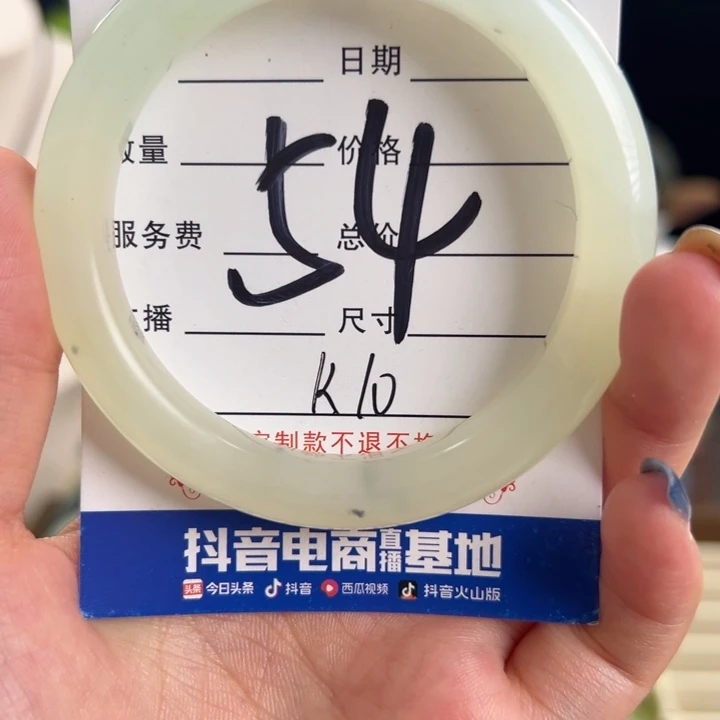 日期
量 价格
54
服务费 总价
播 尺寸
K10
定制款不退不换
抖音电商直播基地
今日头条 抖音 西瓜视频 抖音火山版